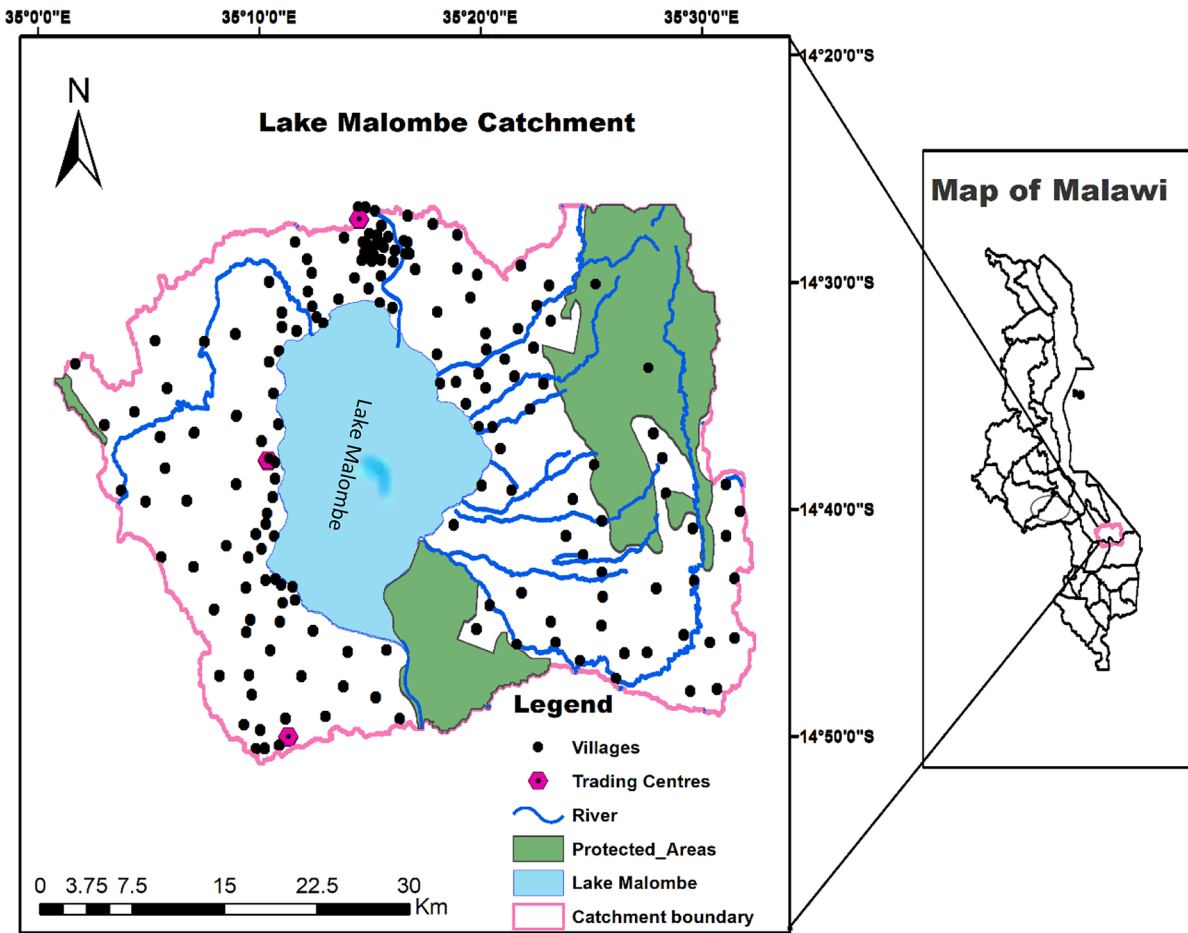 35°0'0"E
35°10'0"E
35°20'0"E
35°30'0"E
14°20'0"S
N
Lake Malombe Catchment
Map of Malawi
14°30'0"S
Lake Malombe
14°40'0"S
Legend
14°50'0"S
Villages
Trading Centres
River
Protected_Areas
Lake Malombe
Catchment boundary
0 3.75 7.5 15 22.5 30
Km